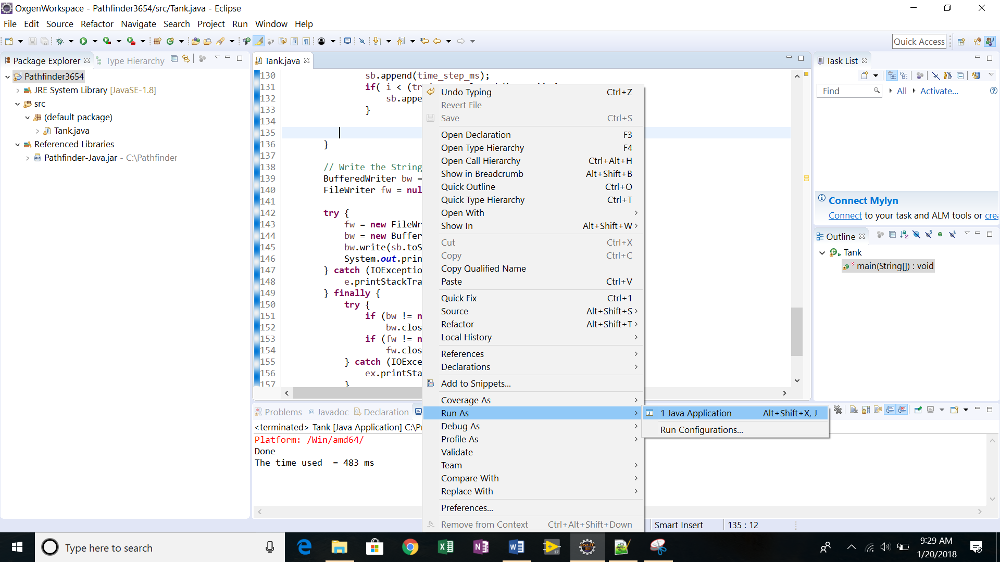 OxgenWorkspace - Pathfinder3654/src/Tank.java - Eclipse
File Edit Source Refactor Navigate Search Project Run Window Help
Quick Access
Package Explorer
Type Hierarchy
Pathfinder3654
JRE System Library [JavaSE-1.8]
src
(default package)
Tank.java
Referenced Libraries
Pathfinder-Java.jar - C:\Pathfinder
Tank.java
130 sb.append(time_step_ms);
131 if( i < (tr
132 sb.appe
133 }
134
135
136 }
137
138 // Write the String
139 BufferedWriter bw =
140 FileWriter fw = nul
141
142 try {
143 fw = new FileWr
144 bw = new Buffer
145 bw.write(sb.toS
146 System.out.prin
147 } catch (IOExceptio
148 e.printStackTra
149 } finally {
150 try {
151 if (bw != n
152 bw.clos
153 if (fw != n
154 fw.clos
155 } catch (IOExce
156 ex.printSta
157 }
Undo Typing Ctrl+Z
Revert File
Save Ctrl+S
Open Declaration F3
Open Type Hierarchy F4
Open Call Hierarchy Ctrl+Alt+H
Show in Breadcrumb Alt+Shift+B
Quick Outline Ctrl+O
Quick Type Hierarchy Ctrl+T
Open With
Show In Alt+Shift+W
Cut Ctrl+X
Copy Ctrl+C
Copy Qualified Name
Paste Ctrl+V
Quick Fix Ctrl+1
Source Alt+Shift+S
Refactor Alt+Shift+T
Local History
References
Declarations
Add to Snippets...
Coverage As
Run As
Debug As
Profile As
Validate
Team
Compare With
Replace With
Preferences...
Remove from Context Ctrl+Alt+Shift+Down
1 Java Application Alt+Shift+X, J
Run Configurations...
Task List
Find
All
Activate...
Connect Mylyn
Connect to your task and ALM tools or crea
Outline
Tank
main(String[]) : void
Problems
@ Javadoc
Declaration
<terminated> Tank [Java Application] C:\P
Platform: /Win/amd64/
Done
The time used = 483 ms
Smart Insert
135 : 12
Type here to search
9:29 AM
1/20/2018